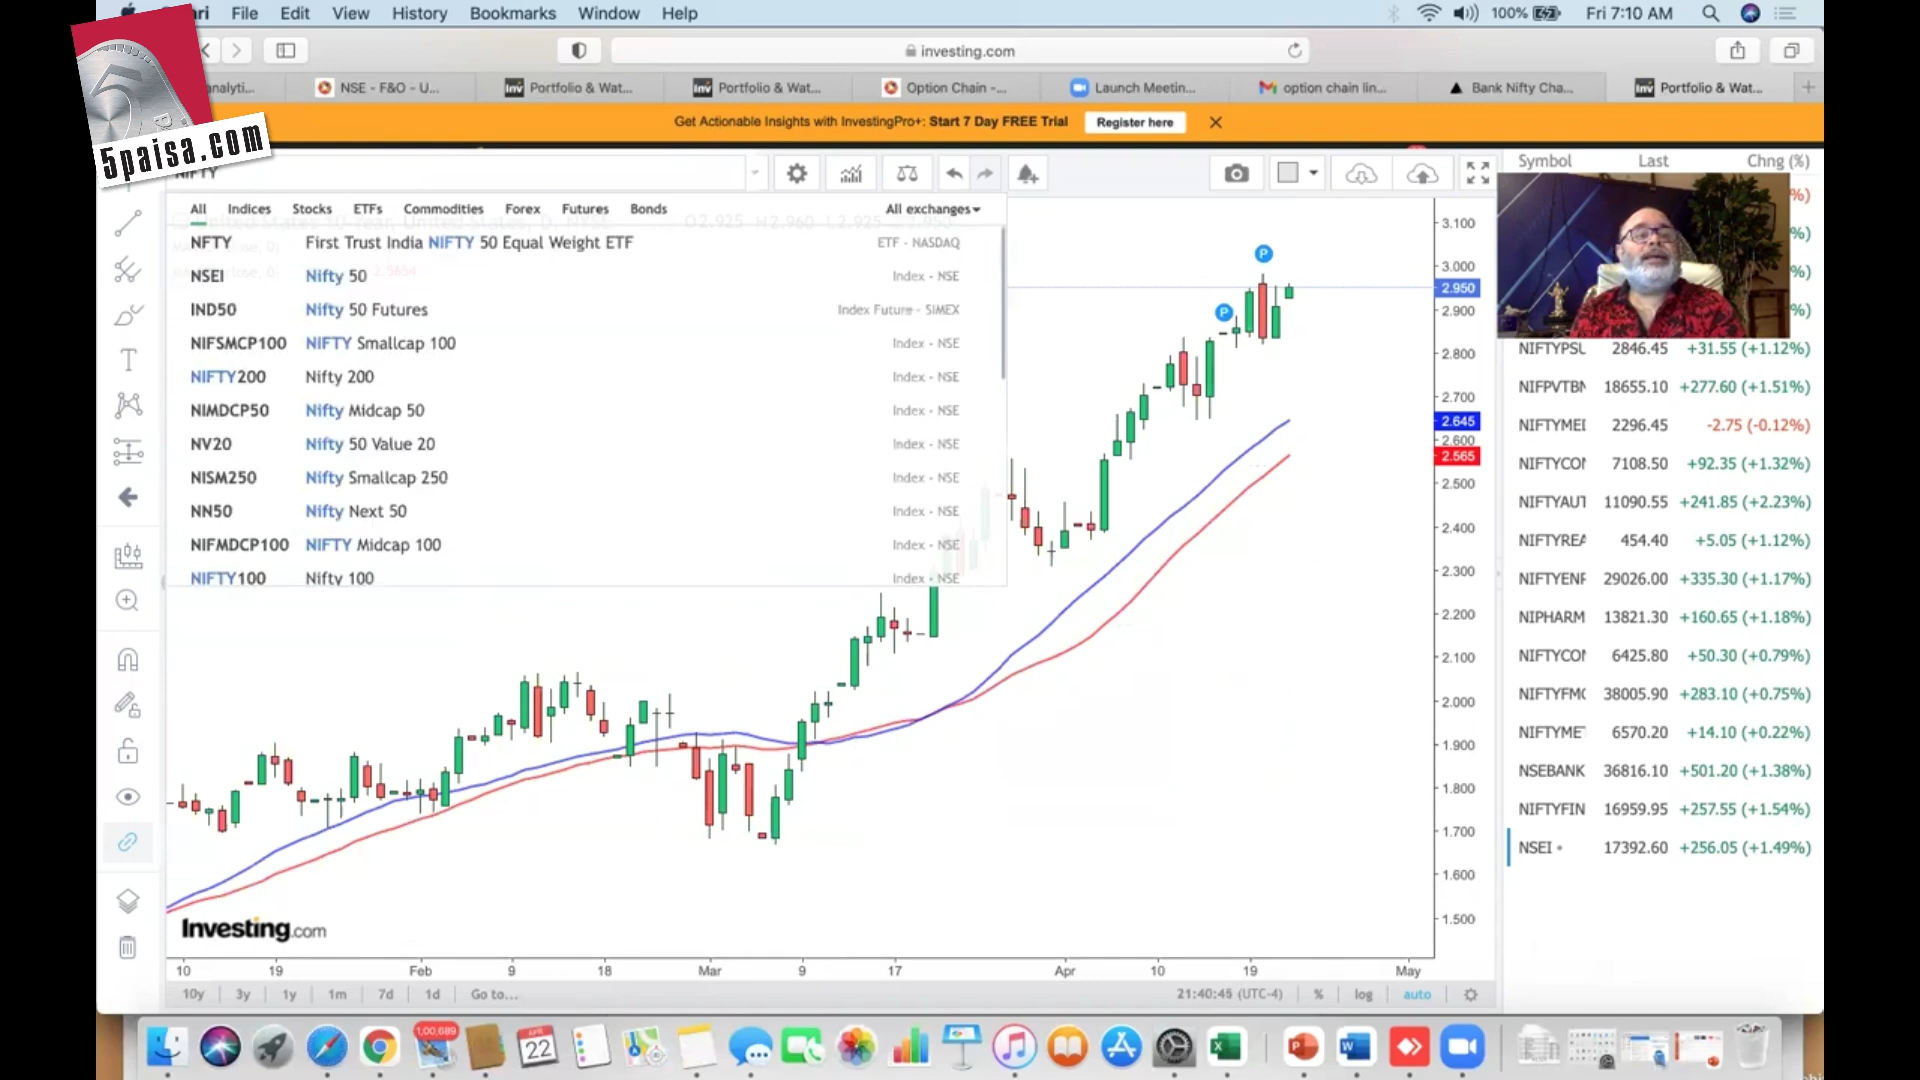 File Edit View History Bookmarks Window Help
100% Fri 7:10 AM
investing.com
NSE - F&O - U...
Portfolio & Wat...
Portfolio & Wat...
Option Chain -...
Launch Meetin...
option chain lin...
Bank Nifty Cha...
Portfolio & Wat...
5paisa.com
Get Actionable Insights with InvestingPro+: Start 7 Day FREE Trial Register here
NIFTY
Symbol Last Chng (%)
All Indices Stocks ETFs Commodities Forex Futures Bonds All exchanges
NFTY First Trust India NIFTY 50 Equal Weight ETF ETF - NASDAQ
NSEI Nifty 50 Index - NSE
IND50 Nifty 50 Futures Index Future - SIMEX
NIFSMCP100 NIFTY Smallcap 100 Index - NSE
NIFTY200 Nifty 200 Index - NSE
NIMDCP50 Nifty Midcap 50 Index - NSE
NV20 Nifty 50 Value 20 Index - NSE
NISM250 Nifty Smallcap 250 Index - NSE
NN50 Nifty Next 50 Index - NSE
NIFMDCP100 NIFTY Midcap 100 Index - NSE
NIFTY100 Nifty 100 Index - NSE
P
P
3.100
3.000
2.950
2.900
2.800
2.700
2.645
2.600
2.565
2.500
2.400
2.300
2.200
2.100
2.000
1.900
1.800
1.700
1.600
1.500
NIFTYPSU 2846.45 +31.55 (+1.12%)
NIFPVTBN 18655.10 +277.60 (+1.51%)
NIFTYMEI 2296.45 -2.75 (-0.12%)
NIFTYCON 7108.50 +92.35 (+1.32%)
NIFTYAUT 11090.55 +241.85 (+2.23%)
NIFTYREA 454.40 +5.05 (+1.12%)
NIFTYENF 29026.00 +335.30 (+1.17%)
NIPHARM 13821.30 +160.65 (+1.18%)
NIFTYCON 6425.80 +50.30 (+0.79%)
NIFTYFMC 38005.90 +283.10 (+0.75%)
NIFTYMET 6570.20 +14.10 (+0.22%)
NSEBANK 36816.10 +501.20 (+1.38%)
NIFTYFIN 16959.95 +257.55 (+1.54%)
NSEI 17392.60 +256.05 (+1.49%)
Investing.com
10 19 Feb 9 18 Mar 9 17 Apr 10 19 May
10y 3y 1y 1m 7d 1d Go to... 21:40:45 (UTC-4) % log auto
1,00,689
APR
22